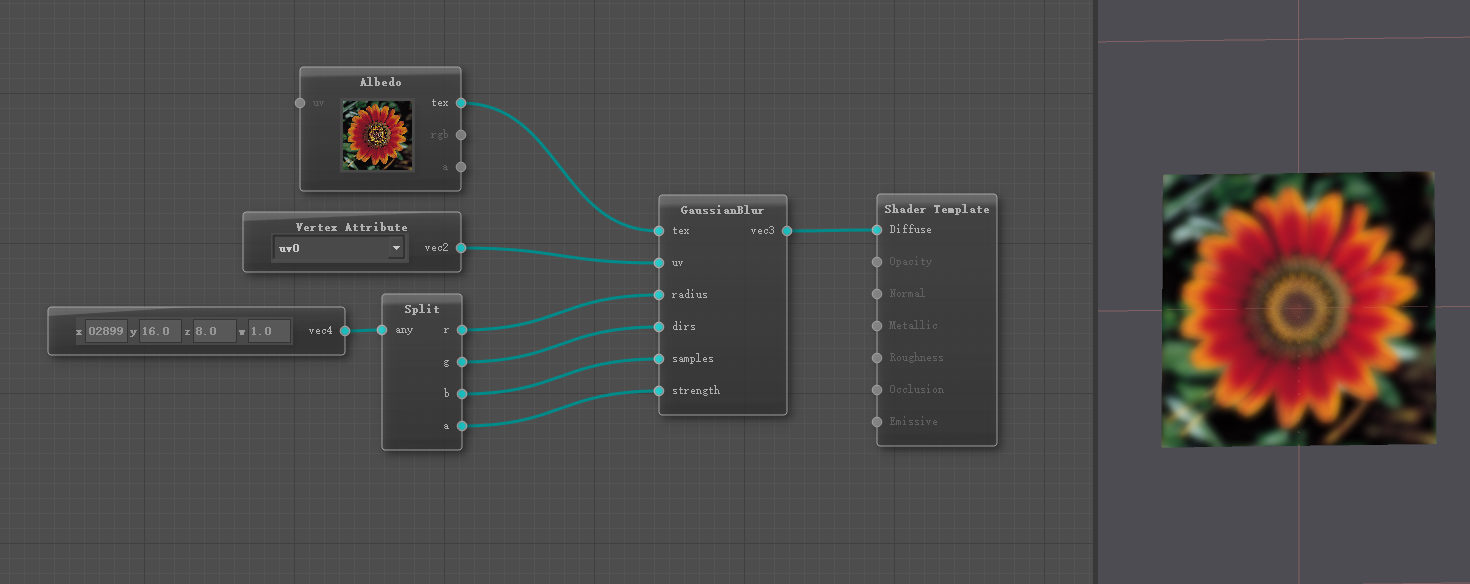 Albedo
uv
tex
rgb
a
Vertex Attribute
uv0
vec2
x 02899 y 16.0 z 8.0 w 1.0 vec4
Split
any
r
g
b
a
GaussianBlur
tex
vec3
uv
radius
dirs
samples
strength
Shader Template
Diffuse
Opacity
Normal
Metallic
Roughness
Occlusion
Emissive